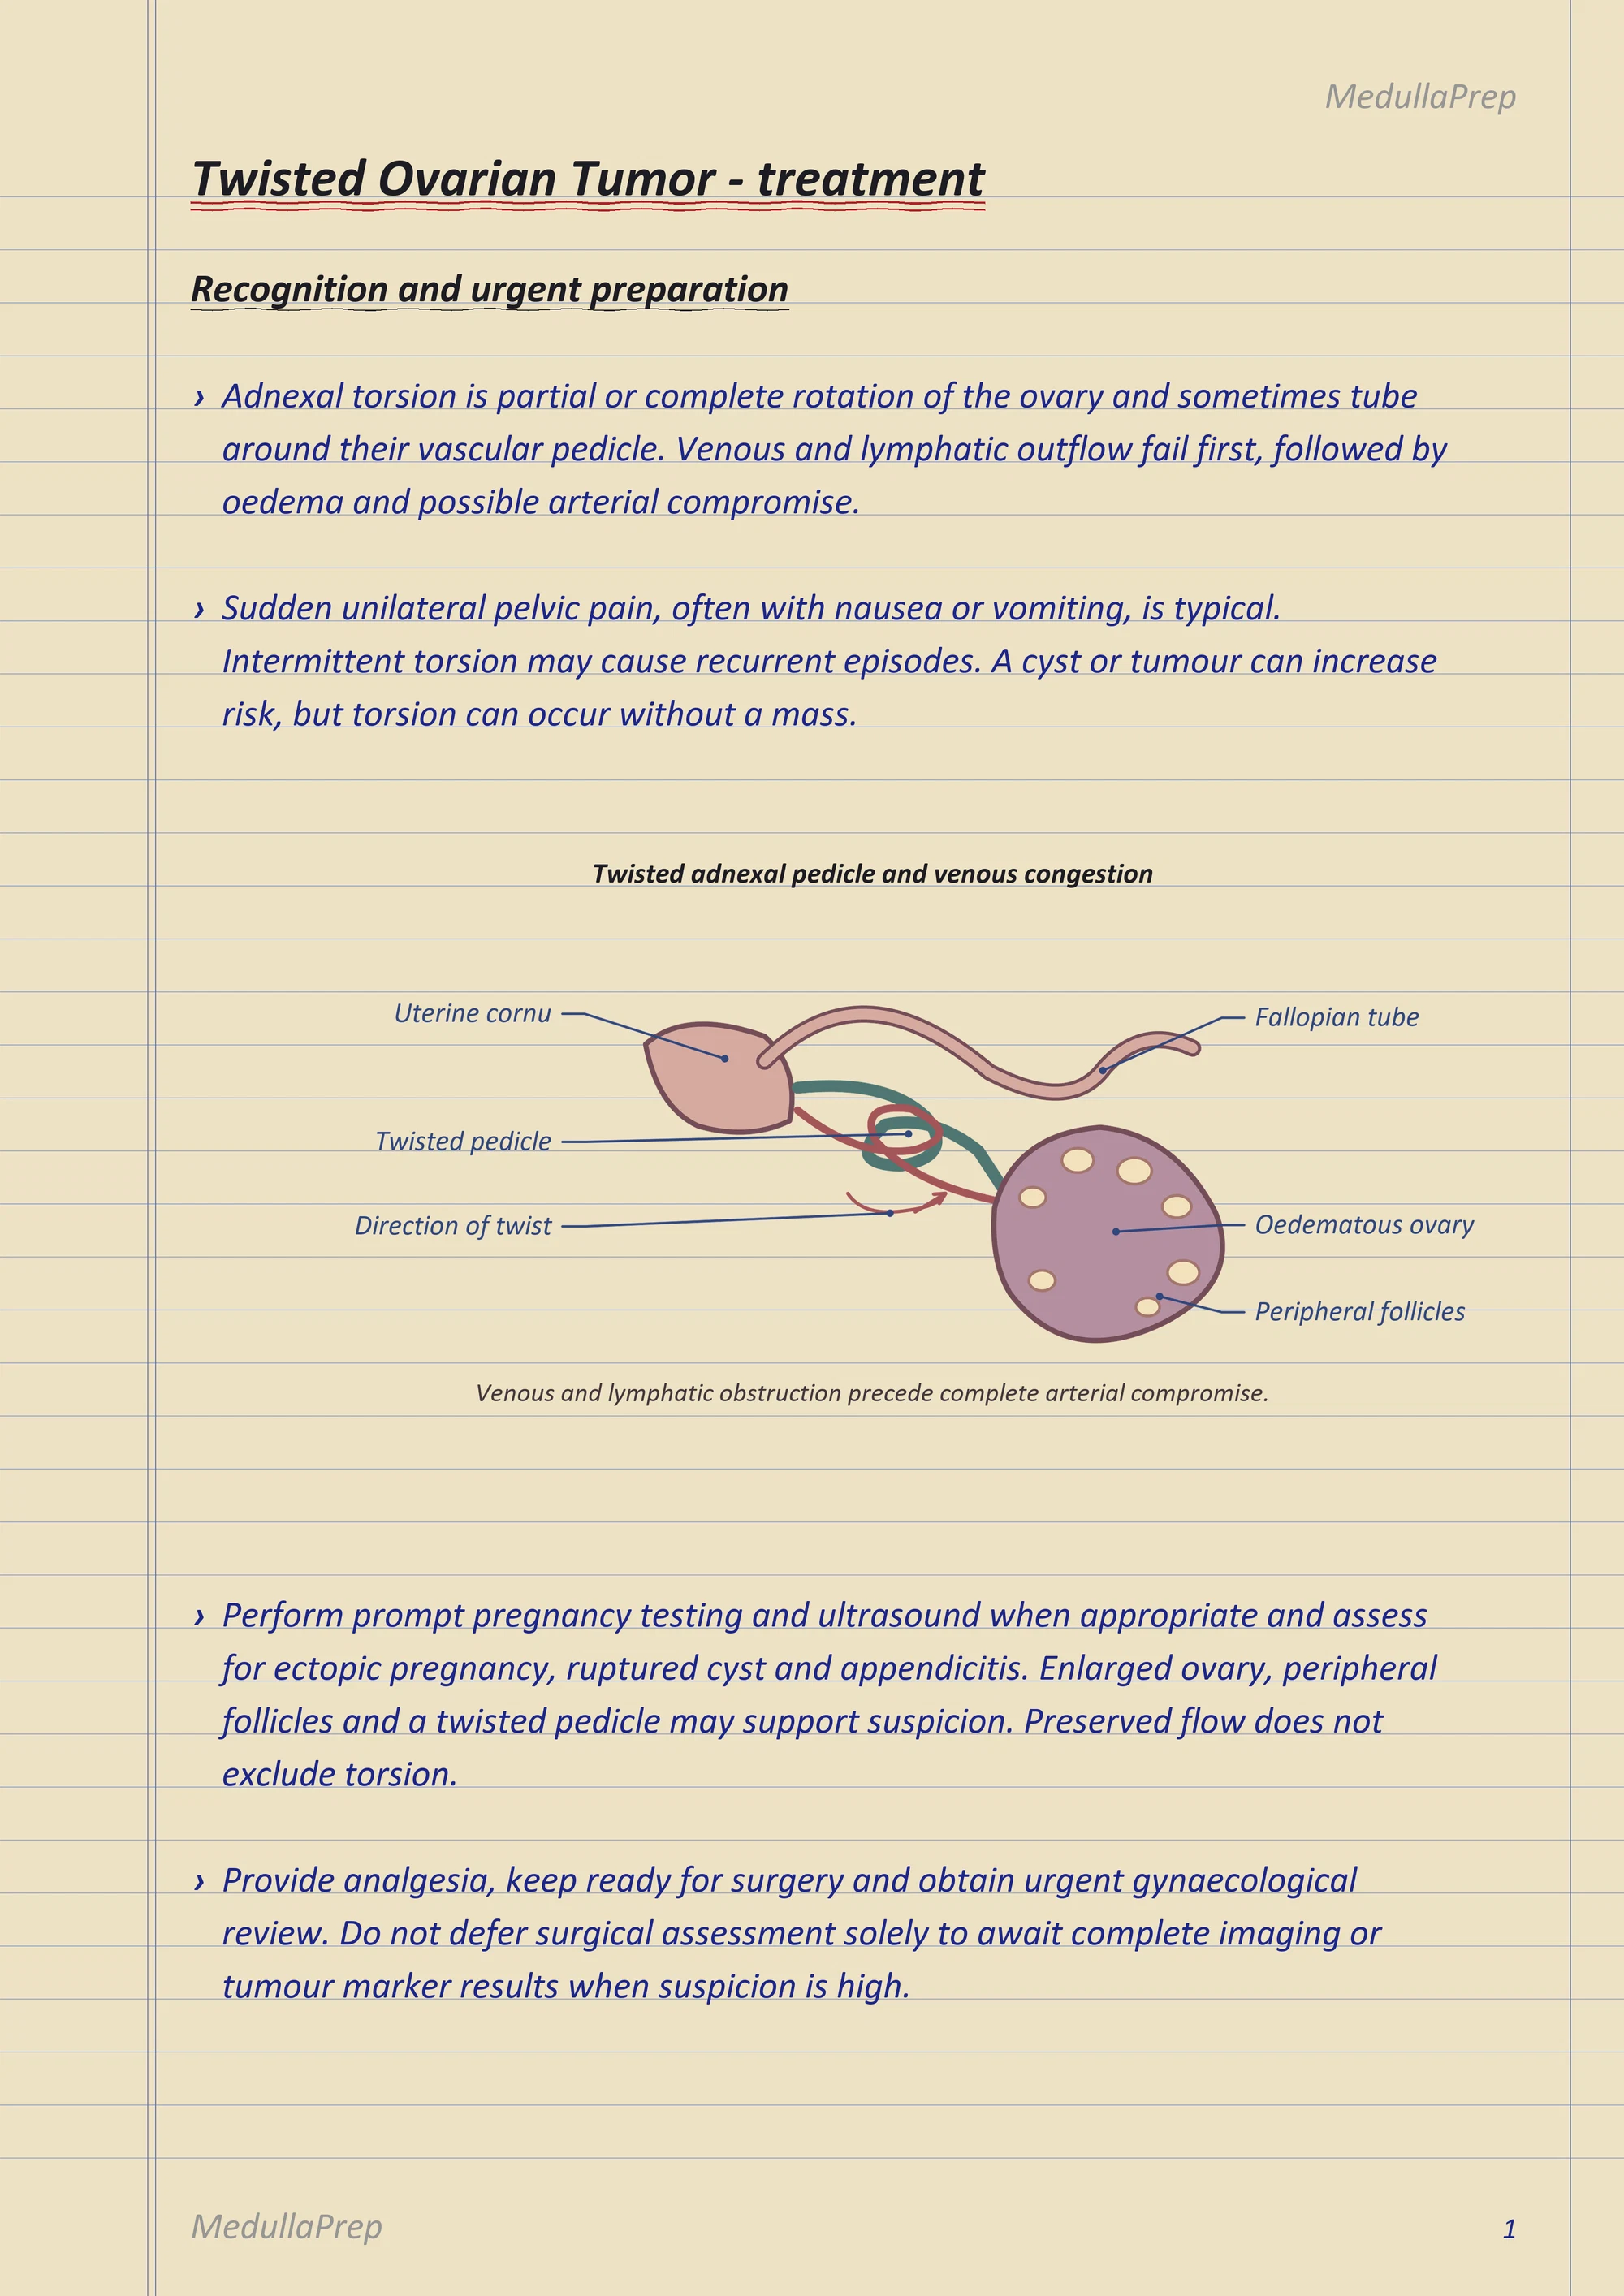 MedullaPrep
Twisted Ovarian Tumor - treatment
Recognition and urgent preparation
› Adnexal torsion is partial or complete rotation of the ovary and sometimes tube
around their vascular pedicle. Venous and lymphatic outflow fail first, followed by
oedema and possible arterial compromise.
› Sudden unilateral pelvic pain, often with nausea or vomiting, is typical.
Intermittent torsion may cause recurrent episodes. A cyst or tumour can increase
risk, but torsion can occur without a mass.
Twisted adnexal pedicle and venous congestion
Uterine cornu
Fallopian tube
Twisted pedicle
Direction of twist
Oedematous ovary
Peripheral follicles
Venous and lymphatic obstruction precede complete arterial compromise.
› Perform prompt pregnancy testing and ultrasound when appropriate and assess
for ectopic pregnancy, ruptured cyst and appendicitis. Enlarged ovary, peripheral
follicles and a twisted pedicle may support suspicion. Preserved flow does not
exclude torsion.
› Provide analgesia, keep ready for surgery and obtain urgent gynaecological
review. Do not defer surgical assessment solely to await complete imaging or
tumour marker results when suspicion is high.
MedullaPrep
1